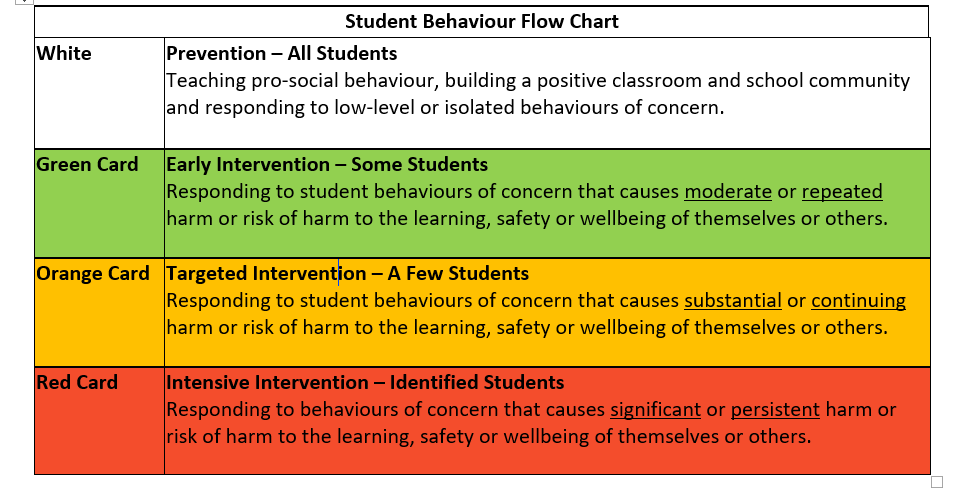 Student Behaviour Flow Chart
White
Prevention – All Students
Teaching pro-social behaviour, building a positive classroom and school community
and responding to low-level or isolated behaviours of concern.
Green Card
Early Intervention – Some Students
Responding to student behaviours of concern that causes moderate or repeated
harm or risk of harm to the learning, safety or wellbeing of themselves or others.
Orange Card
Targeted Intervention – A Few Students
Responding to student behaviours of concern that causes substantial or continuing
harm or risk of harm to the learning, safety or wellbeing of themselves or others.
Red Card
Intensive Intervention – Identified Students
Responding to behaviours of concern that causes significant or persistent harm or
risk of harm to the learning, safety or wellbeing of themselves or others.